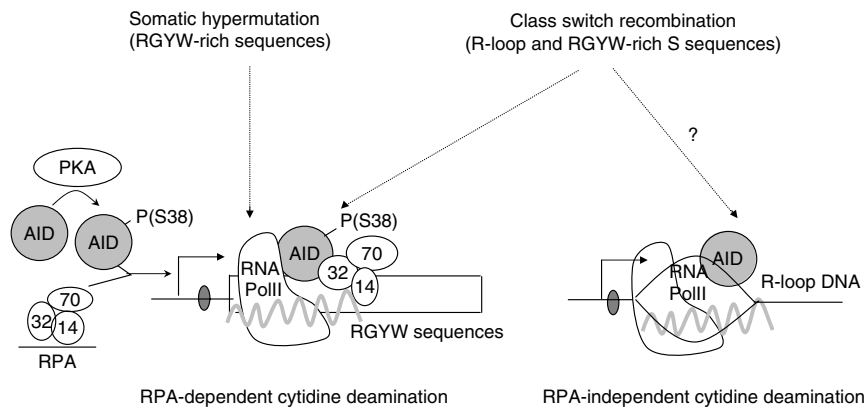 Somatic hypermutation
(RGYW-rich sequences)
Class switch recombination
(R-loop and RGYW-rich S sequences)
?
PKA
AID
AID
P(S38)
70
32
14
RPA
P(S38)
AID
70
32
14
RNA
PolII
RGYW sequences
AID
RNA
PolII
R-loop DNA
RPA-dependent cytidine deamination
RPA-independent cytidine deamination